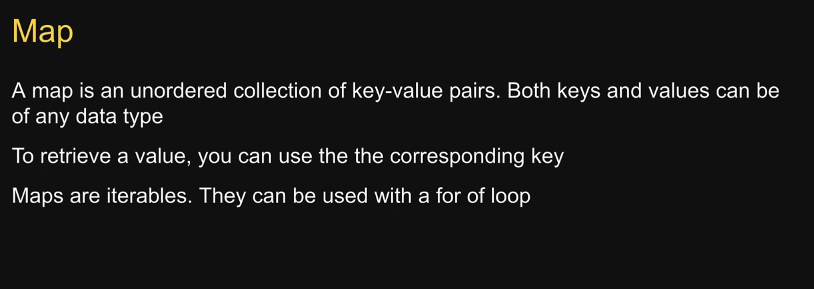 Map
A map is an unordered collection of key-value pairs. Both keys and values can be
of any data type
To retrieve a value, you can use the the corresponding key
Maps are iterables. They can be used with a for of loop